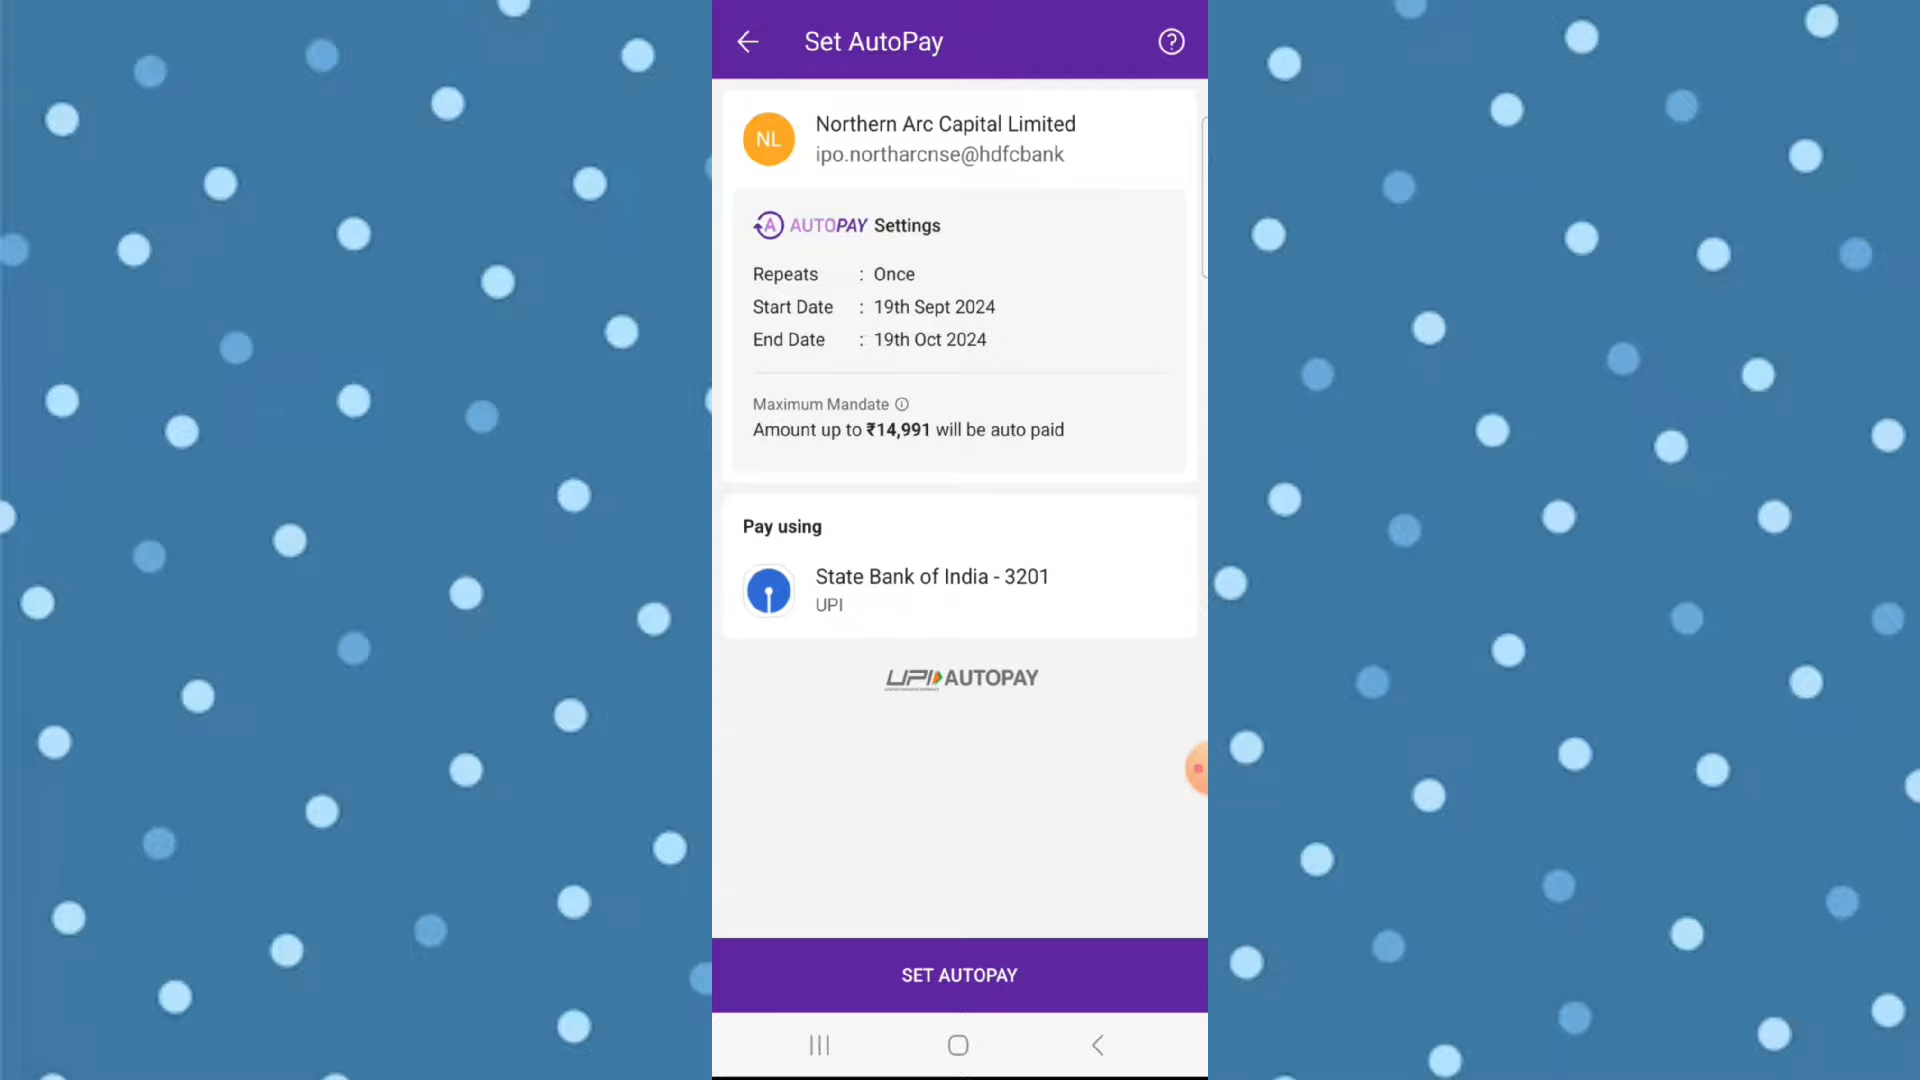 Set AutoPay
NL
Northern Arc Capital Limited
ipo.northarcnse@hdfcbank
A AUTOPAY Settings
Repeats : Once
Start Date : 19th Sept 2024
End Date : 19th Oct 2024
Maximum Mandate
Amount up to ₹14,991 will be auto paid
Pay using
State Bank of India - 3201
UPI
UPI AUTOPAY
SET AUTOPAY